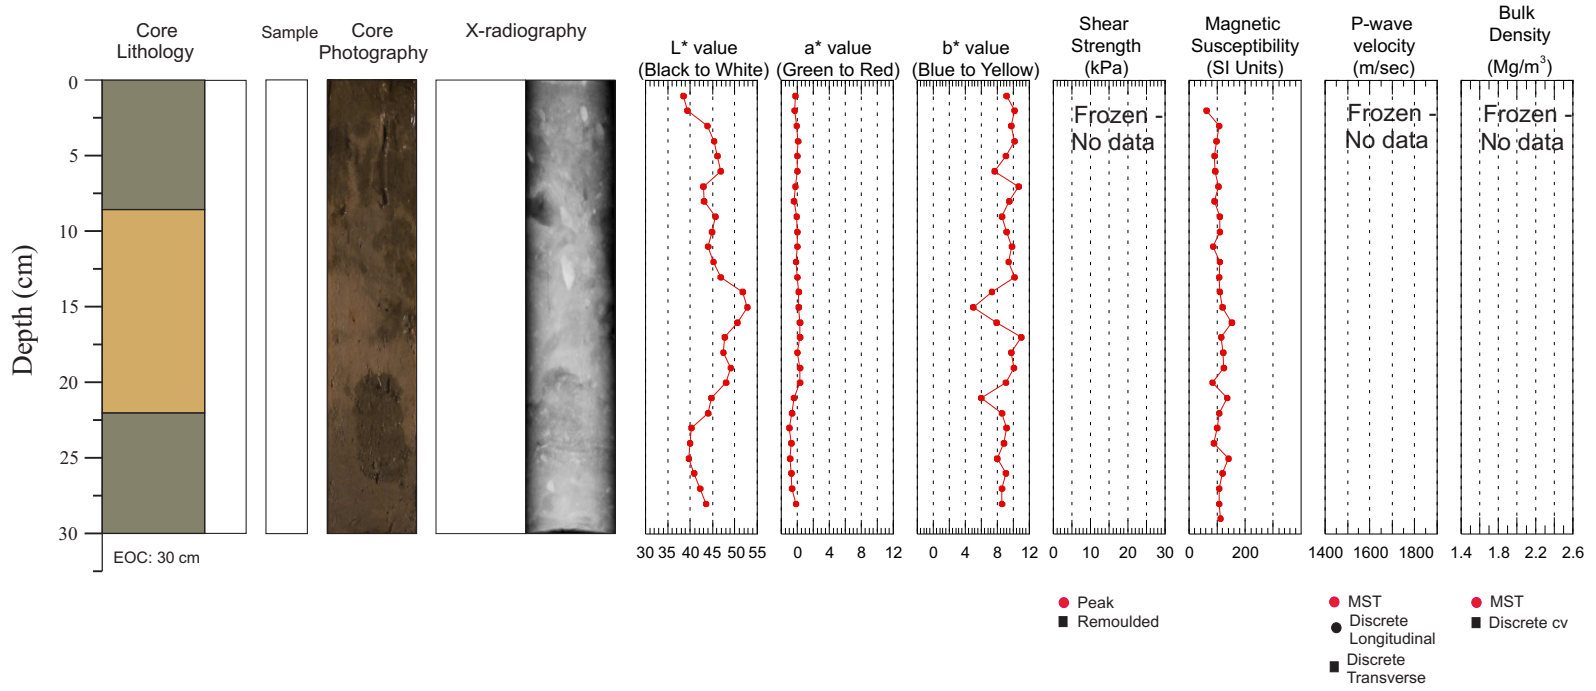 Core
Lithology
Sample
Core
Photography
X-radiography
L* value
(Black to White)
a* value
(Green to Red)
b* value
(Blue to Yellow)
Shear
Strength
(kPa)
Magnetic
Susceptibility
(SI Units)
P-wave
velocity
(m/sec)
Bulk
Density
(Mg/m³)
Depth (cm)
0
5
10
15
20
25
30
EOC: 30 cm
Frozen -
No data
Frozen -
No data
Frozen -
No data
30 35 40 45 50 55
0 4 8 12
0 4 8 12
0 10 20 30
0 200
1400 1600 1800
1.4 1.8 2.2 2.6
Peak
Remoulded
MST
Discrete
Longitudinal
Discrete
Transverse
MST
Discrete cv